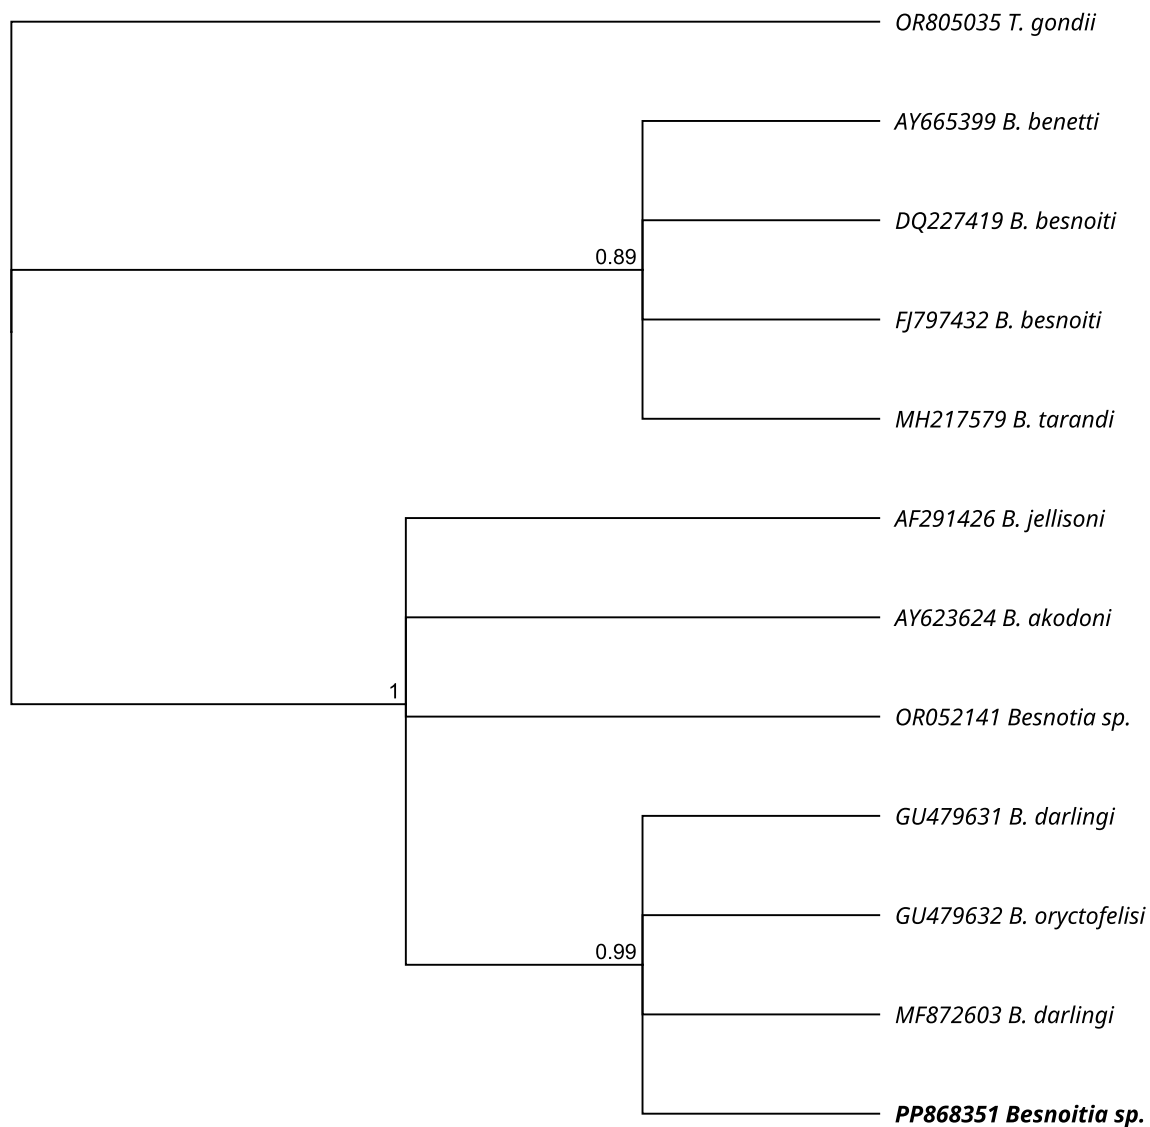 OR805035 T. gondii
AY665399 B. benetti
DQ227419 B. besnoiti
0.89
FJ797432 B. besnoiti
MH217579 B. tarandi
AF291426 B. jellisoni
AY623624 B. akodoni
1
OR052141 Besnotia sp.
GU479631 B. darlingi
GU479632 B. oryctofelisi
0.99
MF872603 B. darlingi
PP868351 Besnoitia sp.